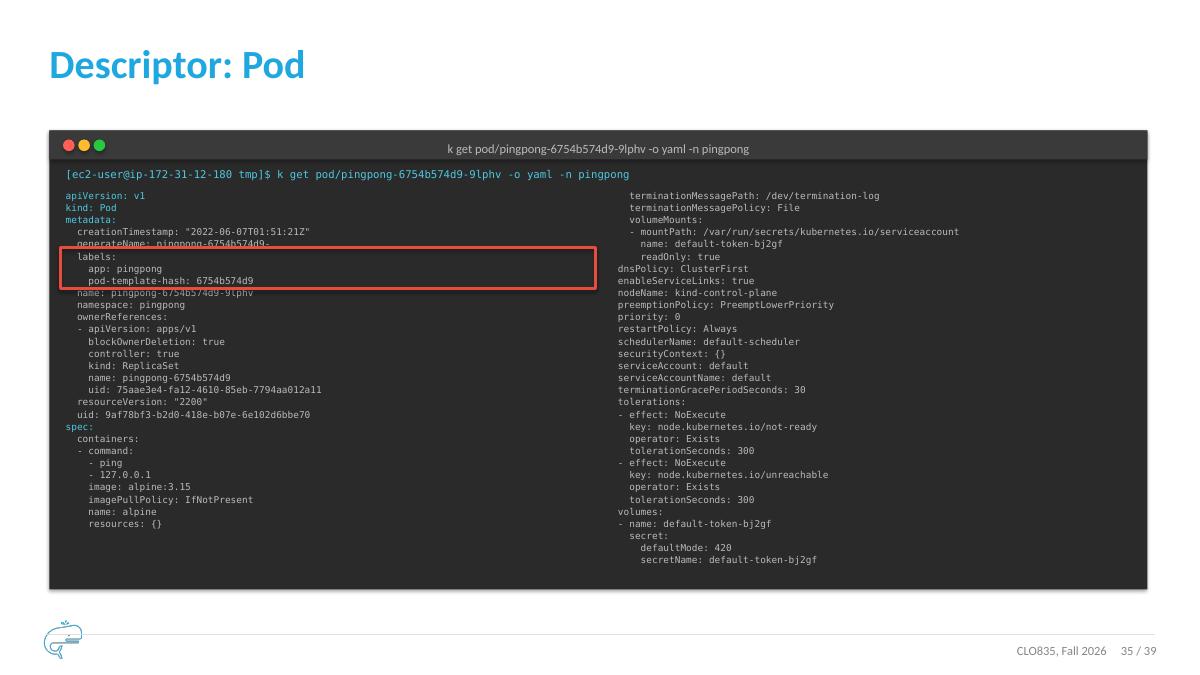 Descriptor: Pod
k get pod/pingpong-6754b574d9-9lphv -o yaml -n pingpong
[ec2-user@ip-172-31-12-180 tmp]$ k get pod/pingpong-6754b574d9-9lphv -o yaml -n pingpong
apiVersion: v1
kind: Pod
metadata:
  creationTimestamp: "2022-06-07T01:51:21Z"
  generateName: pingpong-6754b574d9-
  labels:
    app: pingpong
    pod-template-hash: 6754b574d9
  name: pingpong-6754b574d9-9lphv
  namespace: pingpong
  ownerReferences:
  - apiVersion: apps/v1
    blockOwnerDeletion: true
    controller: true
    kind: ReplicaSet
    name: pingpong-6754b574d9
    uid: 75aae3e4-fa12-4610-85eb-7794aa012a11
  resourceVersion: "2200"
  uid: 9af78bf3-b2d0-418e-b07e-6e102d6bbe70
spec:
  containers:
  - command:
    - ping
    - 127.0.0.1
    image: alpine:3.15
    imagePullPolicy: IfNotPresent
    name: alpine
    resources: {}
    terminationMessagePath: /dev/termination-log
    terminationMessagePolicy: File
    volumeMounts:
    - mountPath: /var/run/secrets/kubernetes.io/serviceaccount
      name: default-token-bj2gf
      readOnly: true
  dnsPolicy: ClusterFirst
  enableServiceLinks: true
  nodeName: kind-control-plane
  preemptionPolicy: PreemptLowerPriority
  priority: 0
  restartPolicy: Always
  schedulerName: default-scheduler
  securityContext: {}
  serviceAccount: default
  serviceAccountName: default
  terminationGracePeriodSeconds: 30
  tolerations:
  - effect: NoExecute
    key: node.kubernetes.io/not-ready
    operator: Exists
    tolerationSeconds: 300
  - effect: NoExecute
    key: node.kubernetes.io/unreachable
    operator: Exists
    tolerationSeconds: 300
  volumes:
  - name: default-token-bj2gf
    secret:
      defaultMode: 420
      secretName: default-token-bj2gf
CLO835, Fall 2026 35 / 39